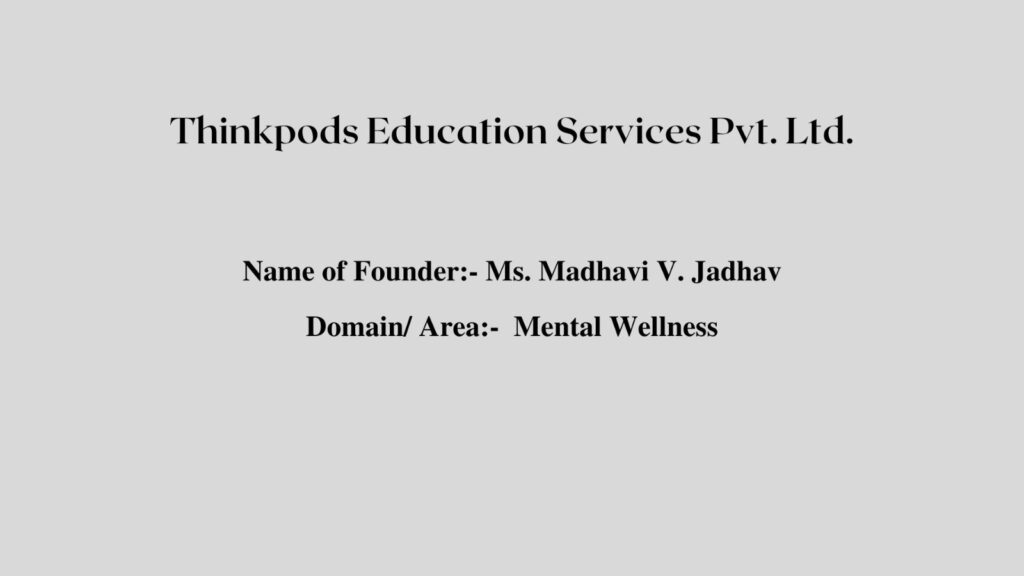 Thinkpods Education Services Pvt. Ltd.
Name of Founder:- Ms. Madhavi V. Jadhav
Domain/ Area:-  Mental Wellness